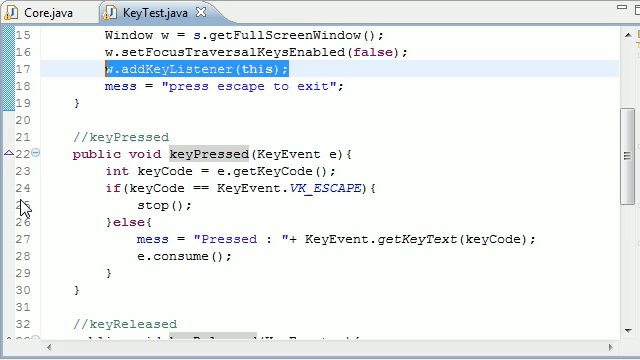 Core.java KeyTest.java
15 Window w = s.getFullScreenWindow();
16 w.setFocusTraversalKeysEnabled(false);
17 w.addKeyListener(this);
18 mess = "press escape to exit";
19 }
20
21 //keyPressed
22 public void keyPressed(KeyEvent e){
23 int keyCode = e.getKeyCode();
24 if(keyCode == KeyEvent.VK_ESCAPE){
25 stop();
26 }else{
27 mess = "Pressed : "+ KeyEvent.getKeyText(keyCode);
28 e.consume();
29 }
30 }
31
32 //keyReleased